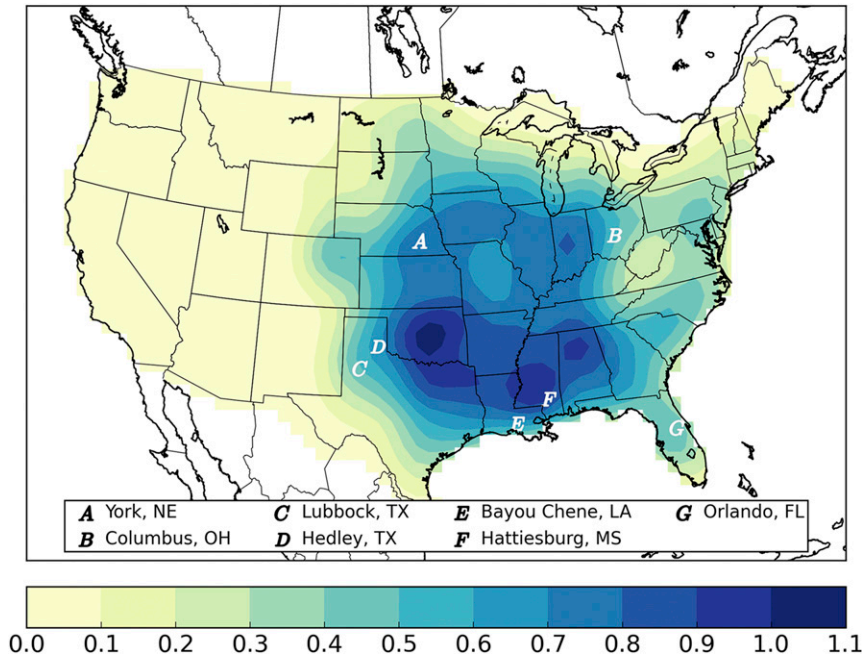 A
B
D
C
F
E
G
A York, NE C Lubbock, TX E Bayou Chene, LA G Orlando, FL
B Columbus, OH D Hedley, TX F Hattiesburg, MS
0.0 0.1 0.2 0.3 0.4 0.5 0.6 0.7 0.8 0.9 1.0 1.1